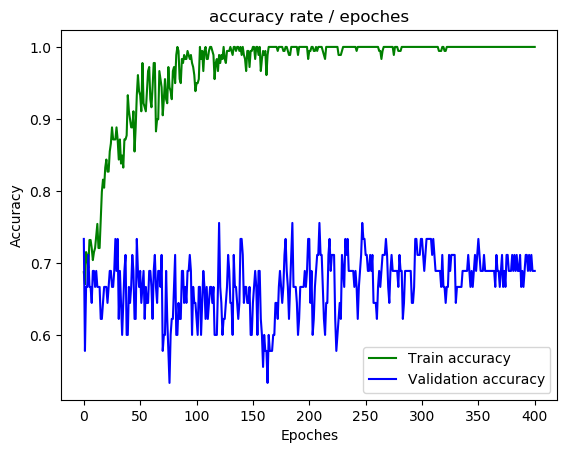 accuracy rate / epoches
1.0
0.9
0.8
0.7
0.6
Accuracy
Train accuracy
Validation accuracy
0 50 100 150 200 250 300 350 400
Epoches